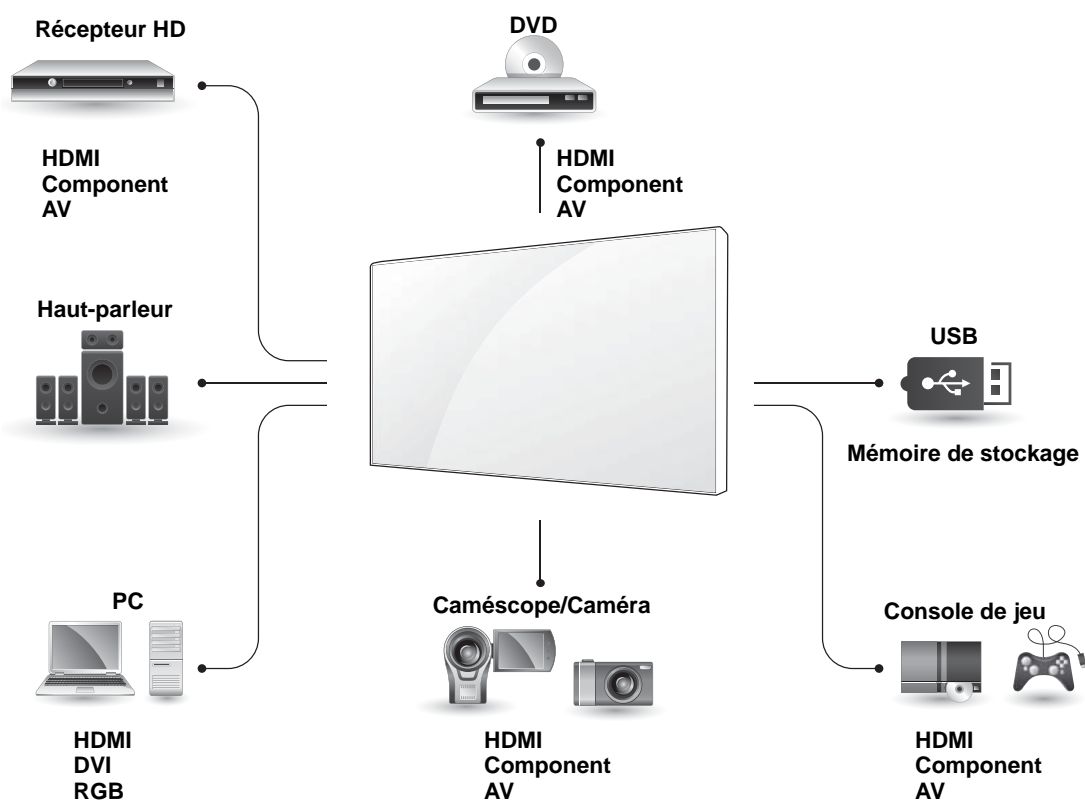 Récepteur HD
HDMI
Component
AV
DVD
HDMI
Component
AV
Haut-parleur
USB
Mémoire de stockage
PC
HDMI
DVI
RGB
Caméscope/Caméra
HDMI
Component
AV
Console de jeu
HDMI
Component
AV